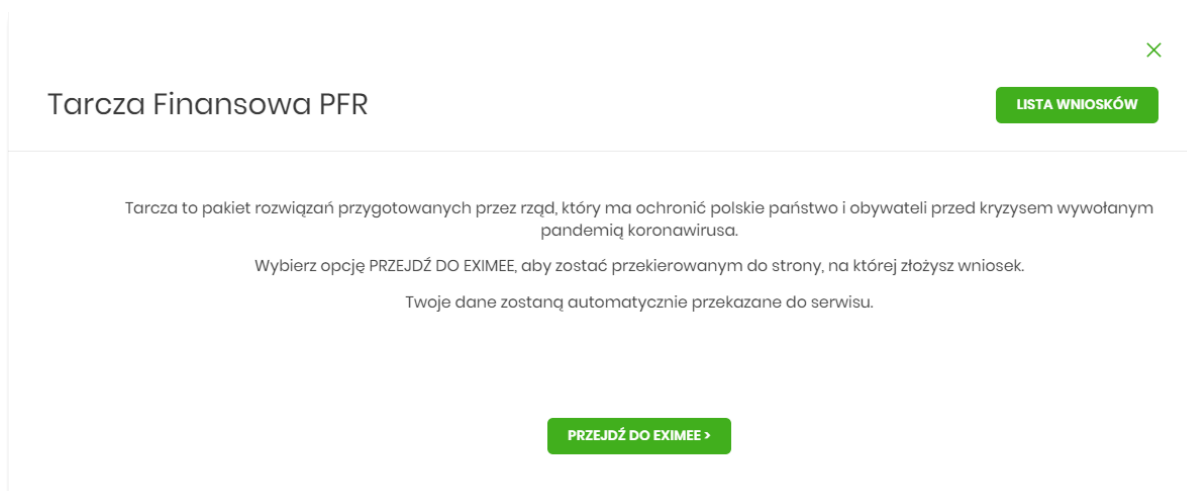 Tarcza Finansowa PFR
LISTA WNIOSKÓW
Tarcza to pakiet rozwiązań przygotowanych przez rząd, który ma ochronić polskie państwo i obywateli przed kryzysem wywołanym
pandemią koronawirusa.
Wybierz opcję PRZEJDŹ DO EXIMEE, aby zostać przekierowanym do strony, na której złożysz wniosek.
Twoje dane zostaną automatycznie przekazane do serwisu.
PRZEJDŹ DO EXIMEE >